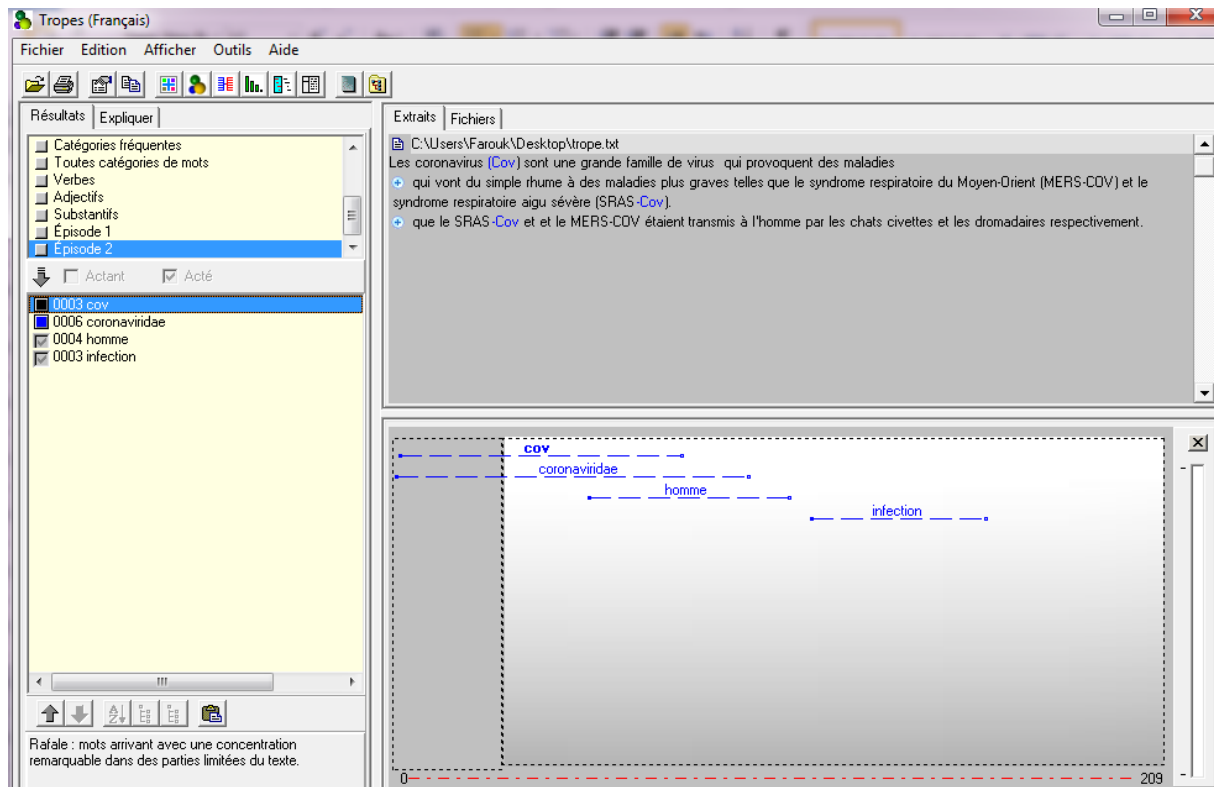 Tropes (Français)
Fichier Edition Afficher Outils Aide
Résultats Expliquer
Catégories fréquentes
Toutes catégories de mots
Verbes
Adjectifs
Substantifs
Épisode 1
Épisode 2
Actant Acté
0003 cov
0006 coronaviridae
0004 homme
0003 infection
Rafale : mots arrivant avec une concentration
remarquable dans des parties limitées du texte.
Extraits Fichiers
C:\Users\Farouk\Desktop\trope.txt
Les coronavirus (Cov) sont une grande famille de virus qui provoquent des maladies
qui vont du simple rhume à des maladies plus graves telles que le syndrome respiratoire du Moyen-Orient (MERS-COV) et le
syndrome respiratoire aigu sévère (SRAS-Cov).
que le SRAS-Cov et et le MERS-COV étaient transmis à l'homme par les chats civettes et les dromadaires respectivement.
cov
coronaviridae
homme
infection
0 209